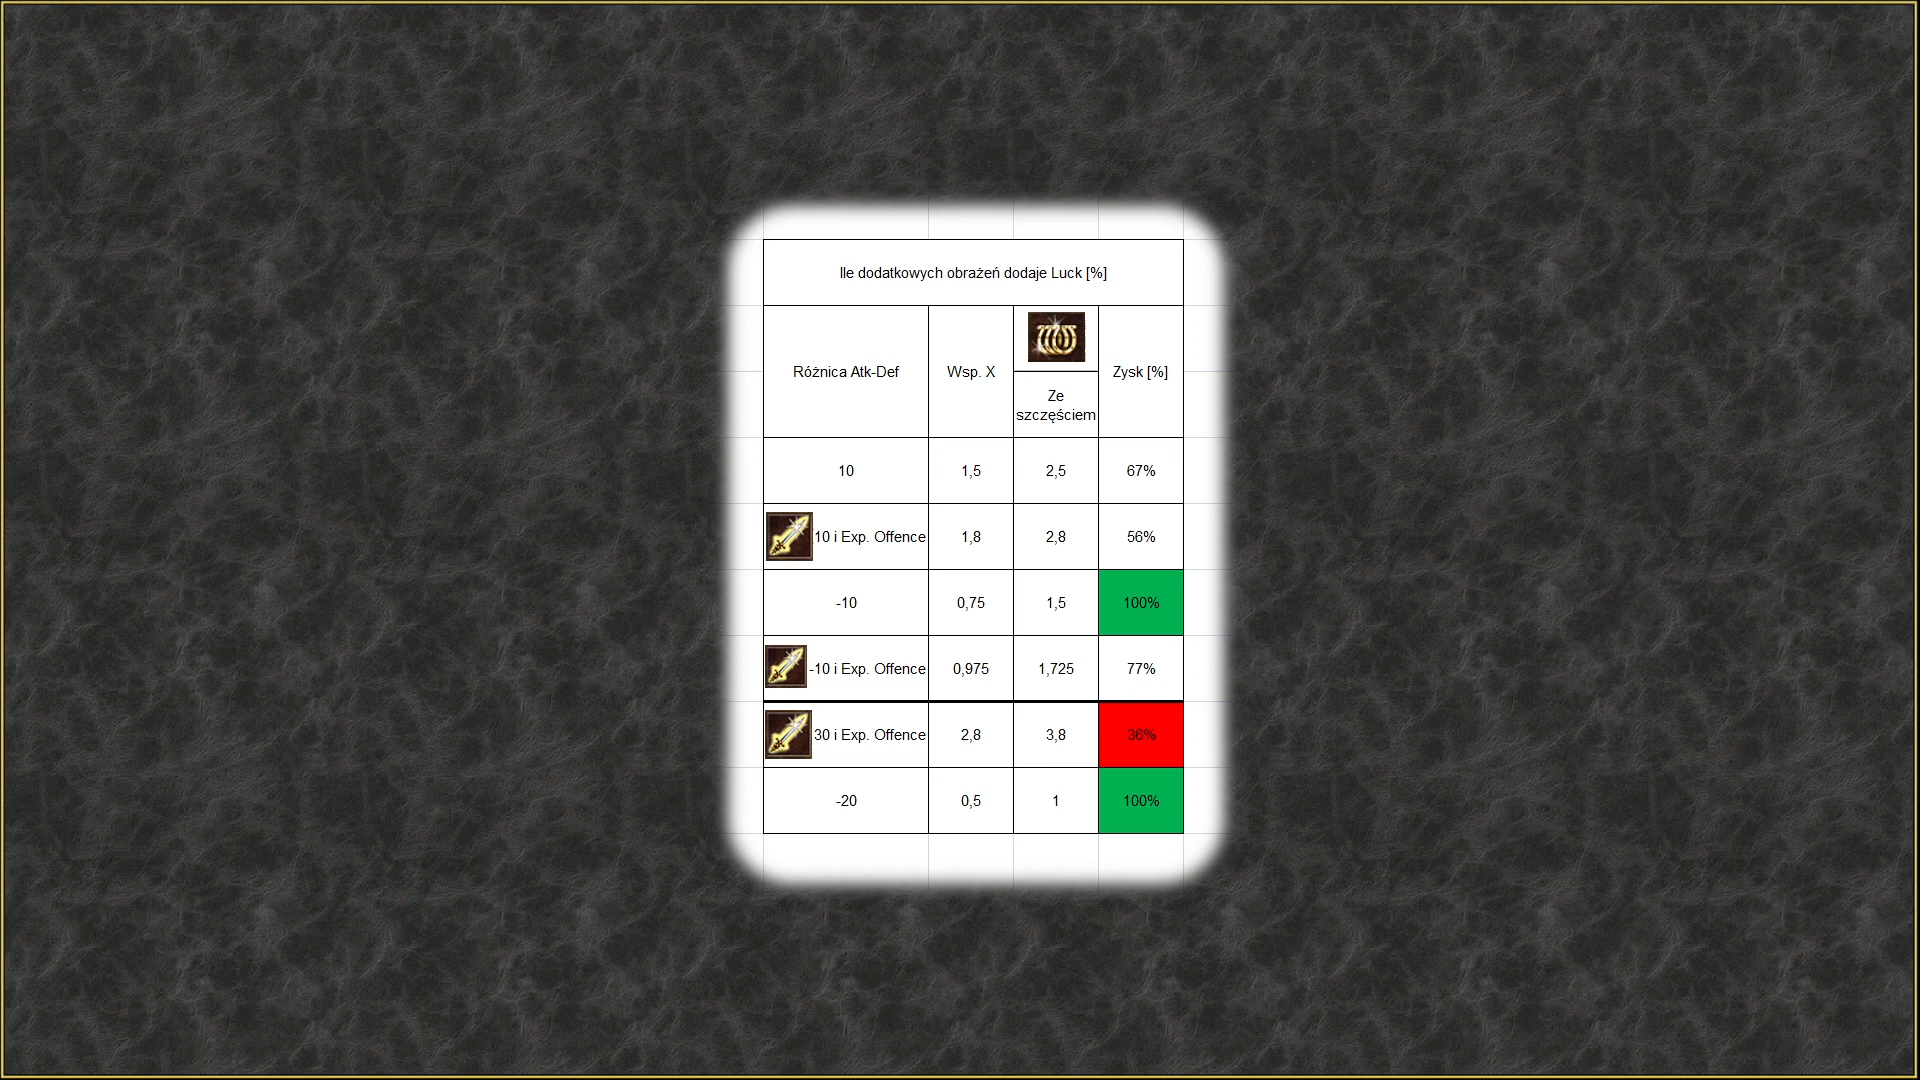 Ile dodatkowych obrażeń dodaje Luck [%]
Różnica Atk-Def
Wsp. X
Ze
szczęściem
Zysk [%]
10 1,5 2,5 67%
10 i Exp. Offence 1,8 2,8 56%
-10 0,75 1,5 100%
-10 i Exp. Offence 0,975 1,725 77%
30 i Exp. Offence 2,8 3,8 36%
-20 0,5 1 100%